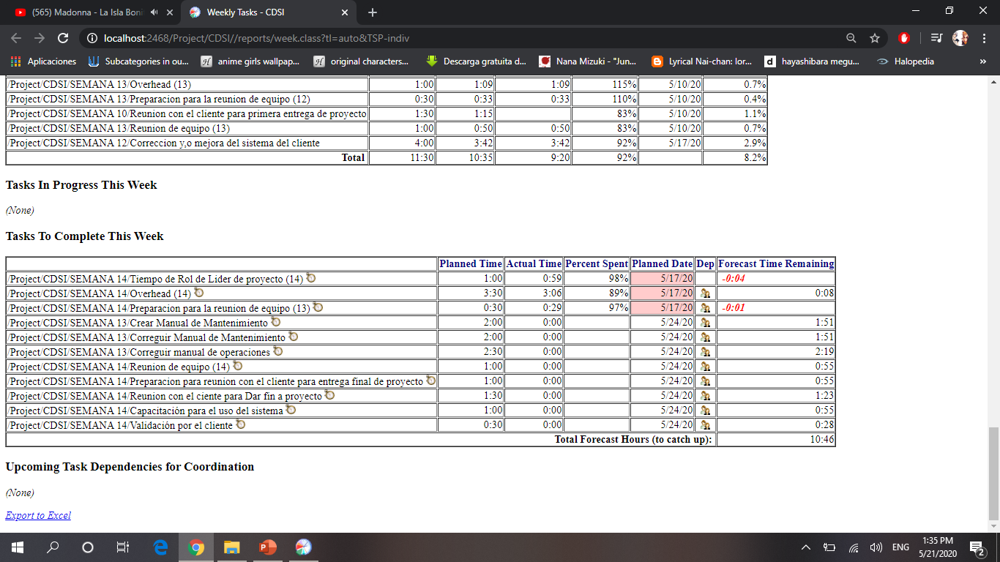 (565) Madonna - La Isla Boni
Weekly Tasks - CDSI
localhost:2468/Project/CDSI//reports/week.class?tl=auto&TSP-indiv
Aplicaciones Subcategories in ou... anime girls wallpap... original characters... Descarga gratuita d... Nana Mizuki - "Jun... Lyrical Nai-chan: lor... hayashibara megu... Halopedia »
/Project/CDSI/SEMANA 13/Overhead (13) 1:00 1:09 1:09 115% 5/10/20 0.7%
/Project/CDSI/SEMANA 13/Preparacion para la reunion de equipo (12) 0:30 0:33 0:33 110% 5/10/20 0.4%
/Project/CDSI/SEMANA 10/Reunion con el cliente para primera entrega de proyecto 1:30 1:15 83% 5/10/20 1.1%
/Project/CDSI/SEMANA 13/Reunion de equipo (13) 1:00 0:50 0:50 83% 5/10/20 0.7%
/Project/CDSI/SEMANA 12/Correccion y,o mejora del sistema del cliente 4:00 3:42 3:42 92% 5/17/20 2.9%
Total 11:30 10:35 9:20 92% 8.2%
Tasks In Progress This Week
(None)
Tasks To Complete This Week
Planned Time Actual Time Percent Spent Planned Date Dep Forecast Time Remaining
/Project/CDSI/SEMANA 14/Tiempo de Rol de Lider de proyecto (14) 1:00 0:59 98% 5/17/20 -0:04
/Project/CDSI/SEMANA 14/Overhead (14) 3:30 3:06 89% 5/17/20 0:08
/Project/CDSI/SEMANA 14/Preparacion para la reunion de equipo (13) 0:30 0:29 97% 5/17/20 -0:01
/Project/CDSI/SEMANA 13/Crear Manual de Mantenimiento 2:00 0:00 5/24/20 1:51
/Project/CDSI/SEMANA 13/Correguir Manual de Mantenimiento 2:00 0:00 5/24/20 1:51
/Project/CDSI/SEMANA 13/Correguir manual de operaciones 2:30 0:00 5/24/20 2:19
/Project/CDSI/SEMANA 14/Reunion de equipo (14) 1:00 0:00 5/24/20 0:55
/Project/CDSI/SEMANA 14/Preparacion para reunion con el cliente para entrega final de proyecto 1:00 0:00 5/24/20 0:55
/Project/CDSI/SEMANA 14/Reunion con el ciente para Dar fin a proyecto 1:30 0:00 5/24/20 1:23
/Project/CDSI/SEMANA 14/Capacitación para el uso del sistema 1:00 0:00 5/24/20 0:55
/Project/CDSI/SEMANA 14/Validación por el cliente 0:30 0:00 5/24/20 0:28
Total Forecast Hours (to catch up): 10:46
Upcoming Task Dependencies for Coordination
(None)
Export to Excel
ENG
1:35 PM
5/21/2020
2